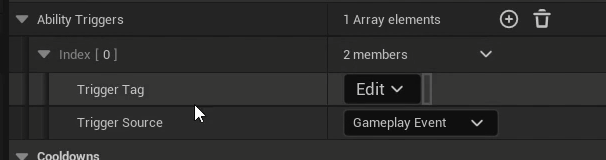 Ability Triggers 1 Array elements
Index [ 0 ] 2 members
Trigger Tag Edit
Trigger Source Gameplay Event
Cooldowns